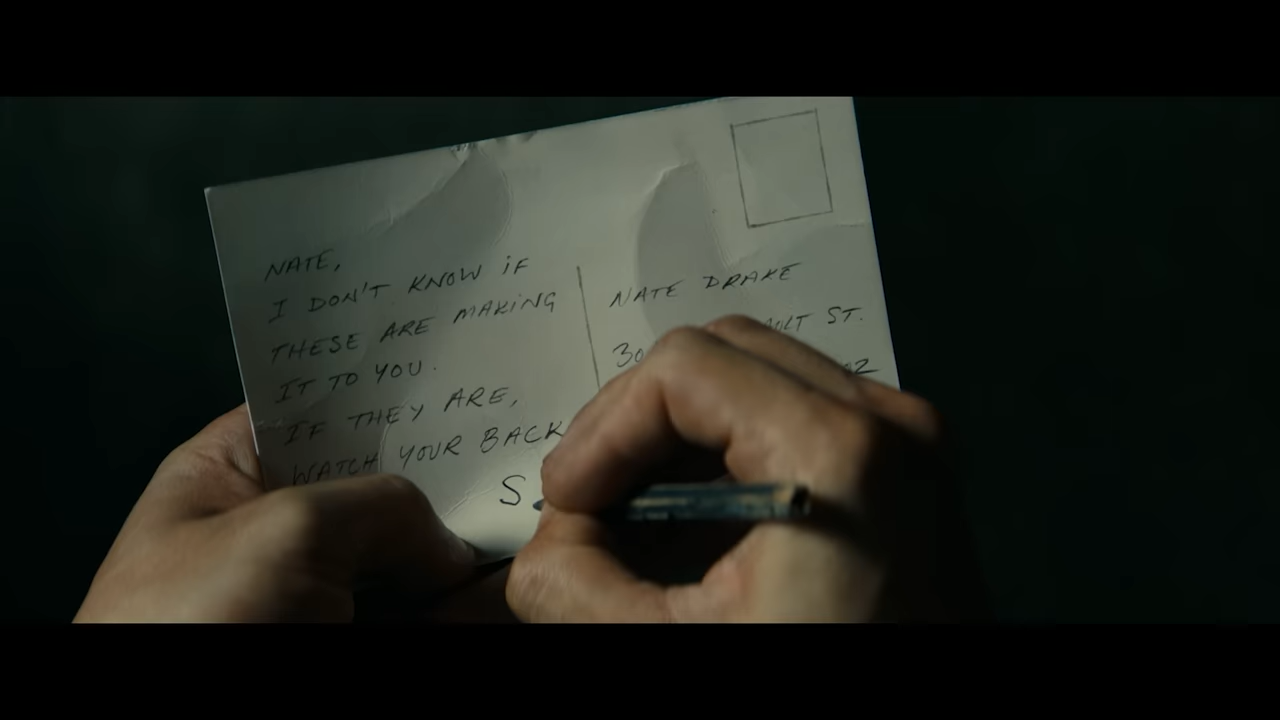 NATE,
I DON'T KNOW IF
THESE ARE MAKING
IT TO YOU.
IF THEY ARE,
WATCH YOUR BACK
S
NATE DRAKE
ST.